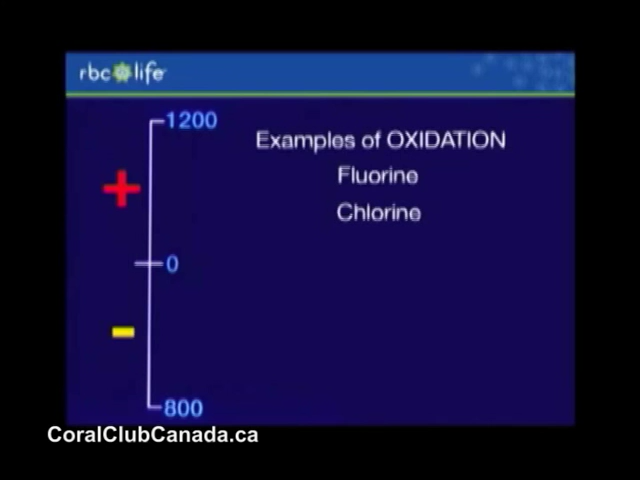 rbc life
1200
Examples of OXIDATION
+
Fluorine
Chlorine
0
-
800
CoralClubCanada.ca